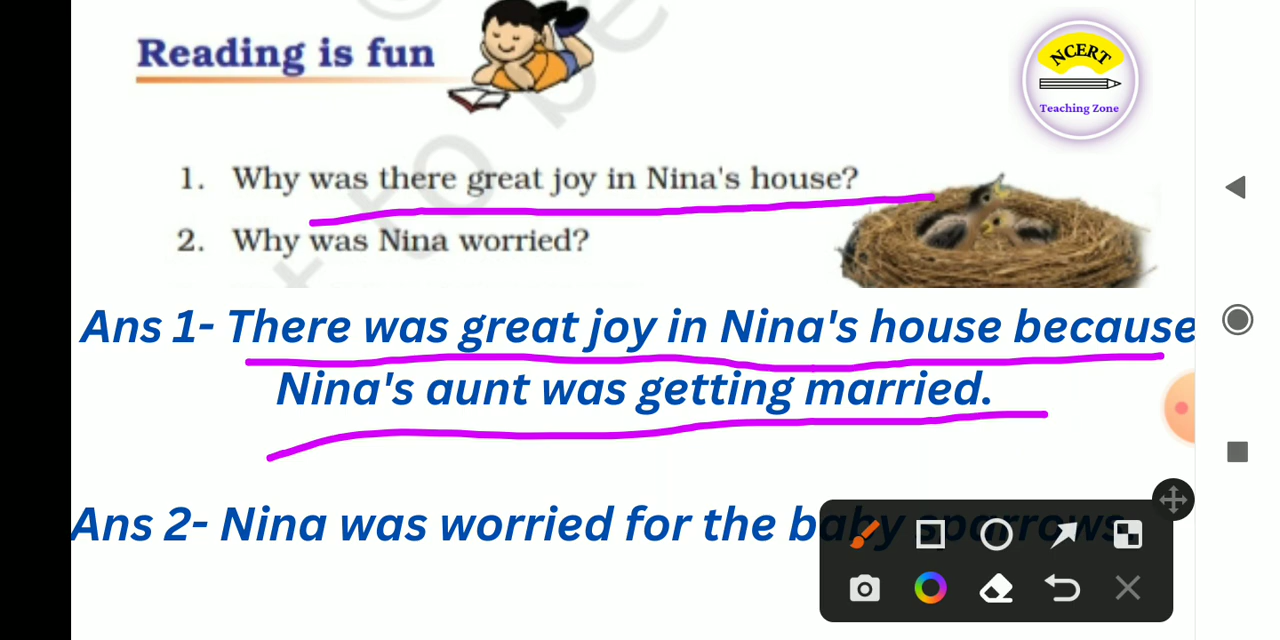 Reading is fun
NCERT
Teaching Zone
1. Why was there great joy in Nina's house?
2. Why was Nina worried?
Ans 1- There was great joy in Nina's house because
Nina's aunt was getting married.
Ans 2- Nina was worried for the baby sparrows